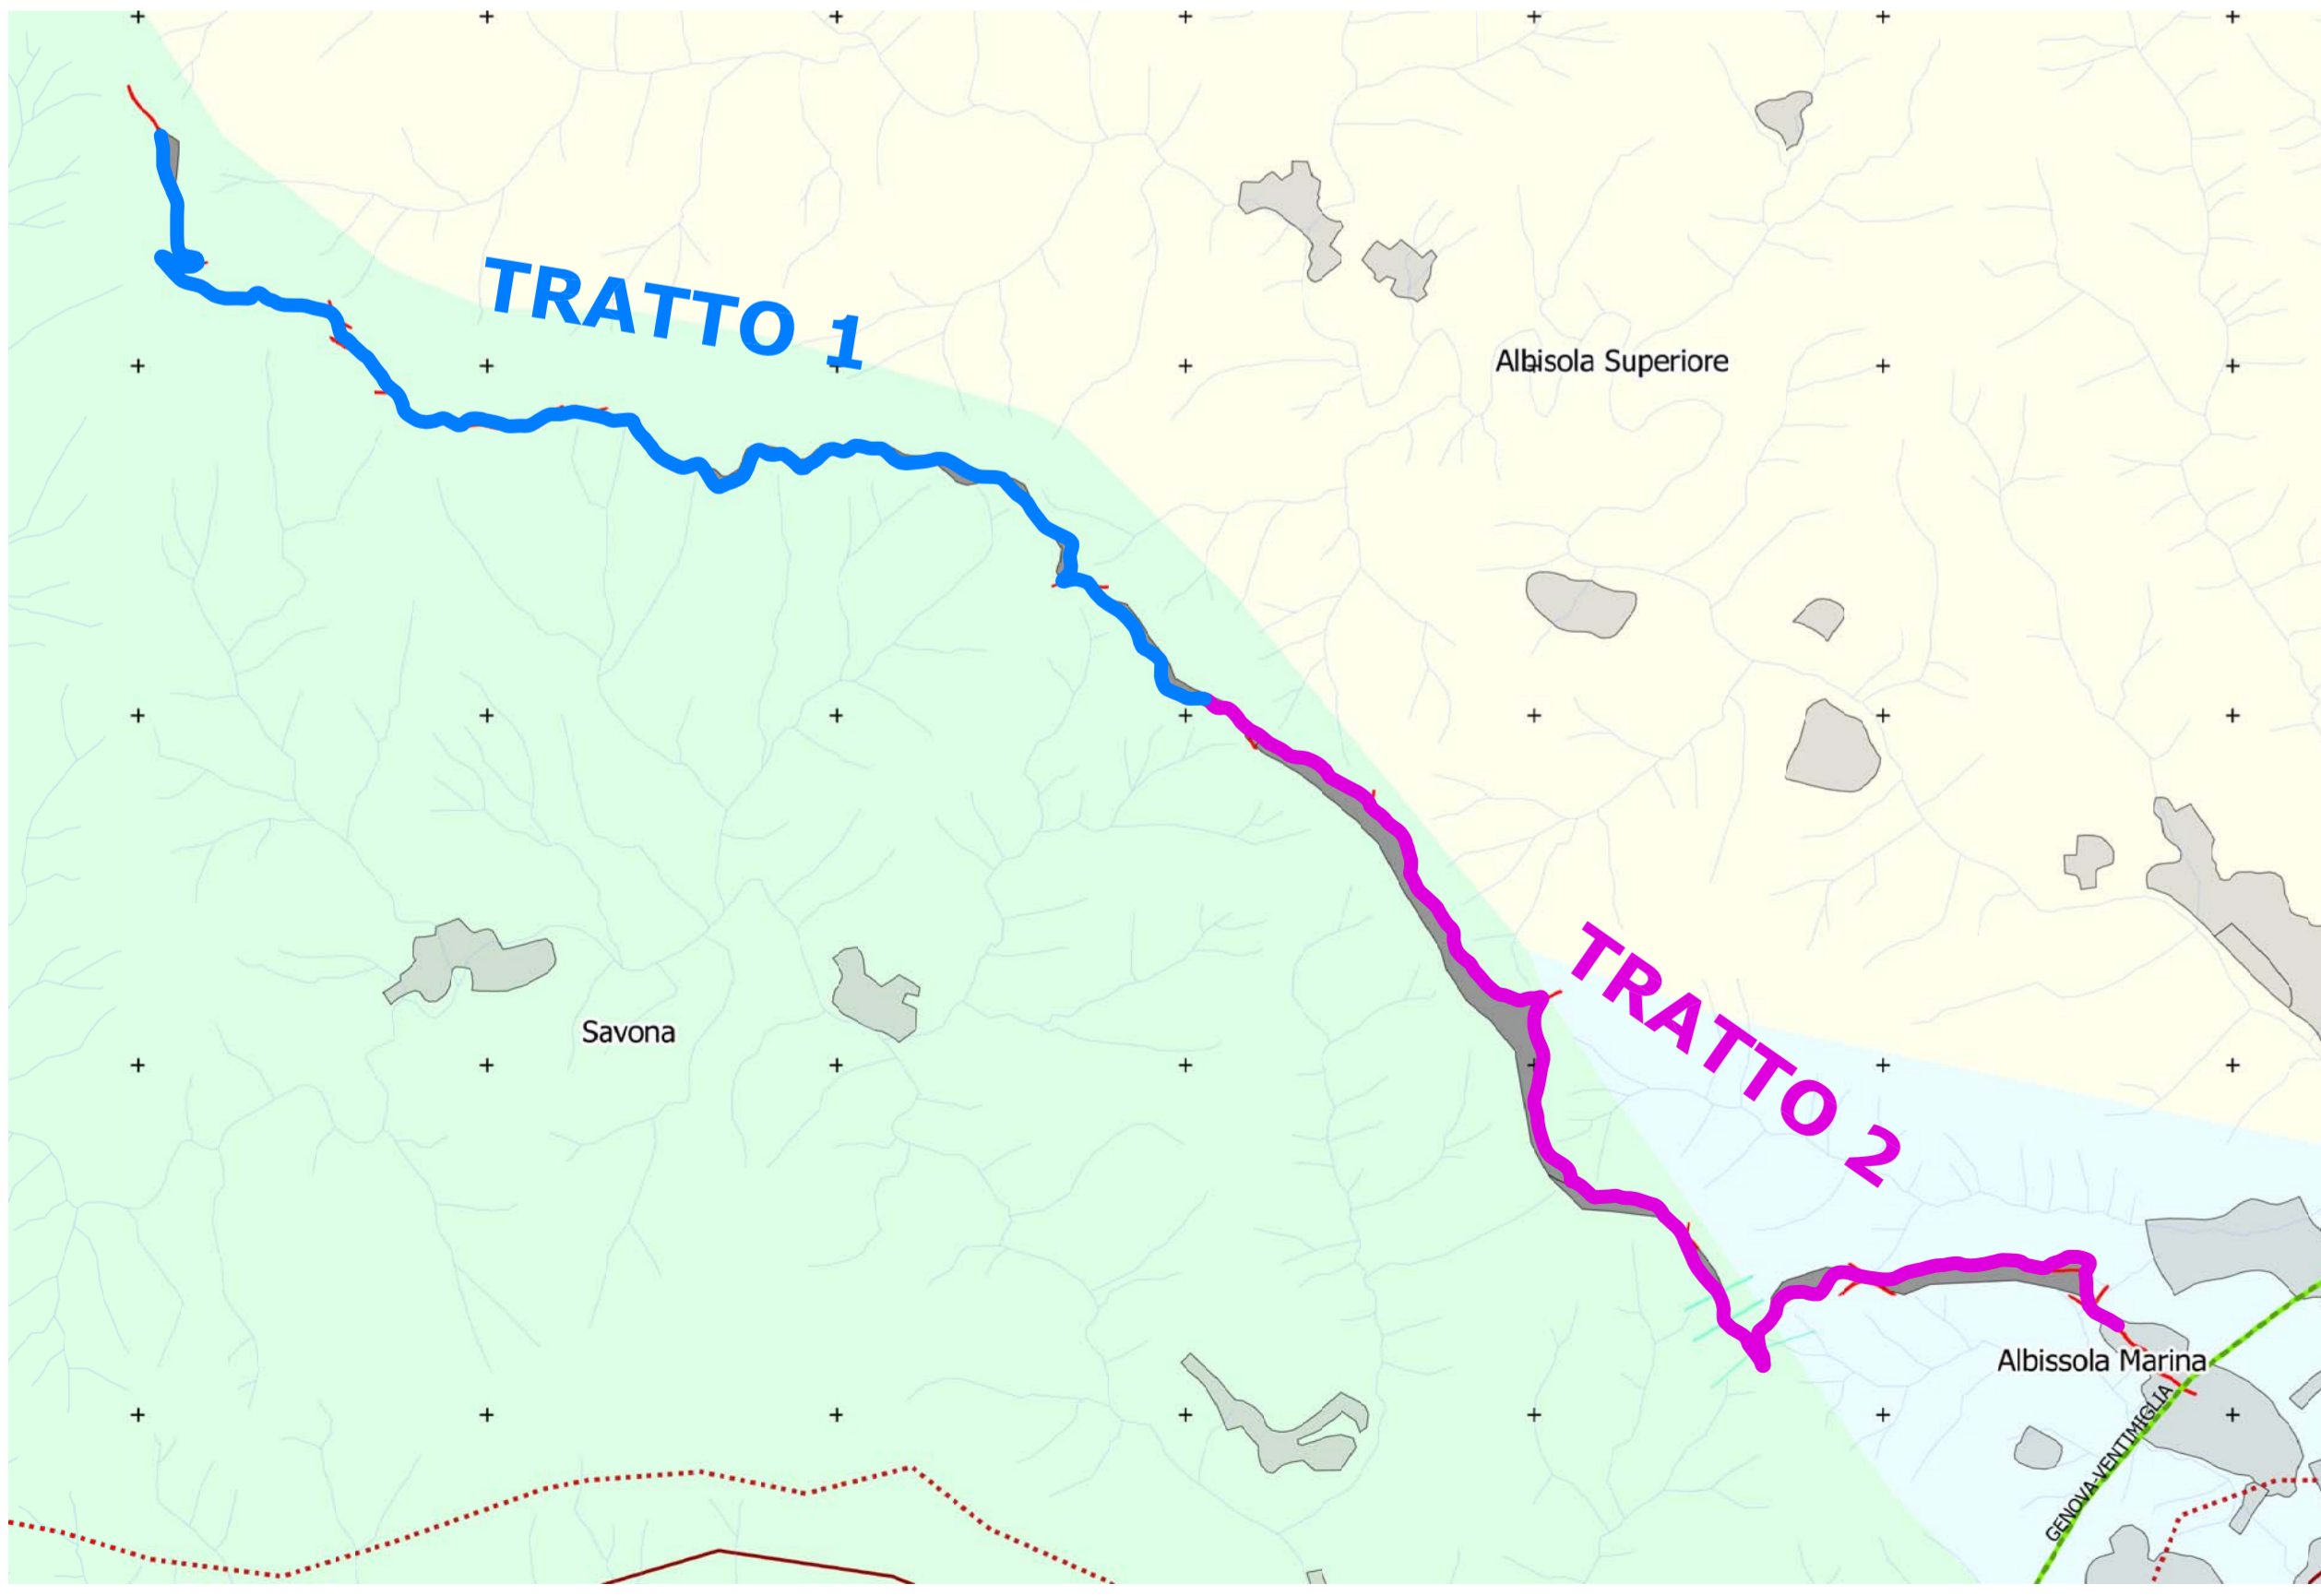 TRATTO 1
Albisola Superiore
TRATTO 2
Savona
Albissola Marina
GENOVA-VENTIMIGLIA